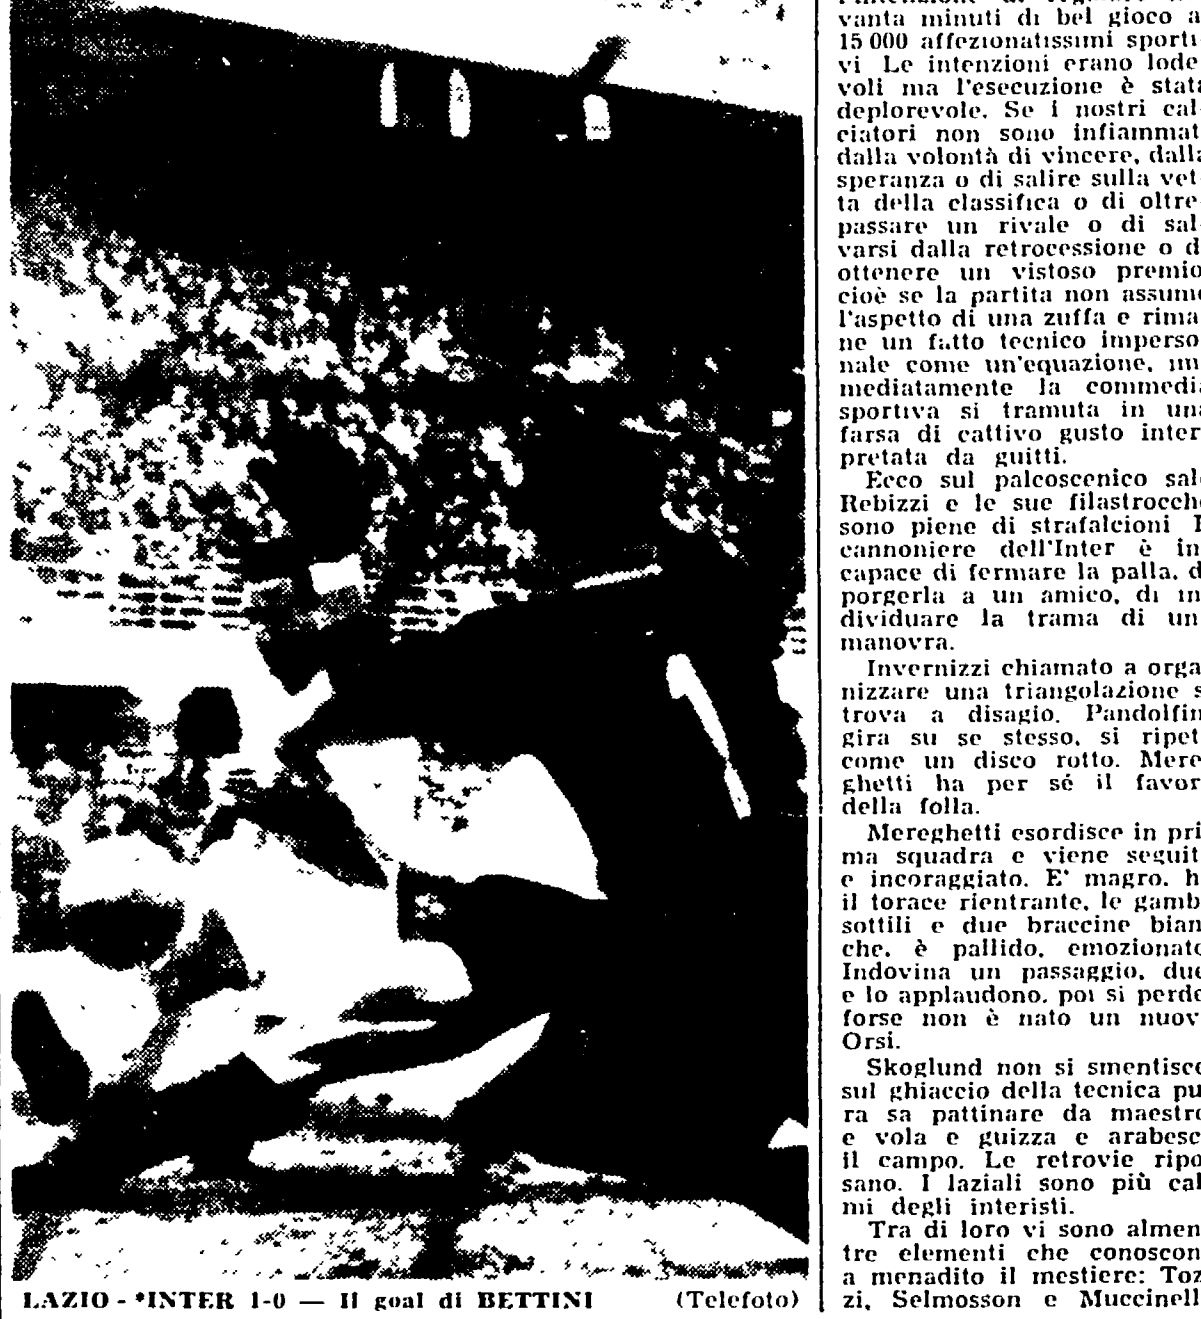 vanta minuti di bel gioco a
15 000 affezionatissimi sporti-
vi Le intenzioni erano lode-
voli ma l'esecuzione è stata
deplorevole. Se i nostri cal-
ciatori non sono infiammat
dalla volontà di vincere, dalla
speranza o di salire sulla vet-
ta della classifica o di oltre-
passare un rivale o di sal-
varsi dalla retrocessione o d
ottenere un vistoso premio
cioè se la partita non assume
l'aspetto di una zuffa e rima-
ne un fatto tecnico imperso-
nale come un'equazione, im-
mediatamente la commedia
sportiva si tramuta in una
farsa di cattivo gusto inter-
pretata da guitti.
Ecco sul palcoscenico sale
Rebizzi e le sue filastrocche
sono piene di strafalcioni I
cannoniere dell'Inter è in-
capace di fermare la palla, d
porgerla a un amico, di in-
dividuare la trama di un
manovra.
Invernizzi chiamato a orga-
nizzare una triangolazione s
trova a disagio. Pandolfin
gira su se stesso, si ripet
come un disco rotto. Mere-
ghetti ha per sé il favor
della folla.
Mereghetti esordisce in pri-
ma squadra e viene seguit
e incoraggiato. E' magro, h
il torace rientrante, le gamb
sottili e due braccine bian-
che, è pallido, emozionato
Indovina un passaggio, due
e lo applaudono, poi si perde
forse non è nato un nuov
Orsi.
Skoglund non si smentisce
sul ghiaccio della tecnica pu-
ra sa pattinare da maestro
e vola e guizza e arabesc
il campo. Le retrovie ripo-
sano. I laziali sono più cal-
mi degli interisti.
Tra di loro vi sono almen
tre elementi che conoscon
a menadito il mestiere: Toz-
zi, Selmosson e Muccinell
LAZIO - *INTER 1-0 — Il goal di BETTINI (Telefoto)